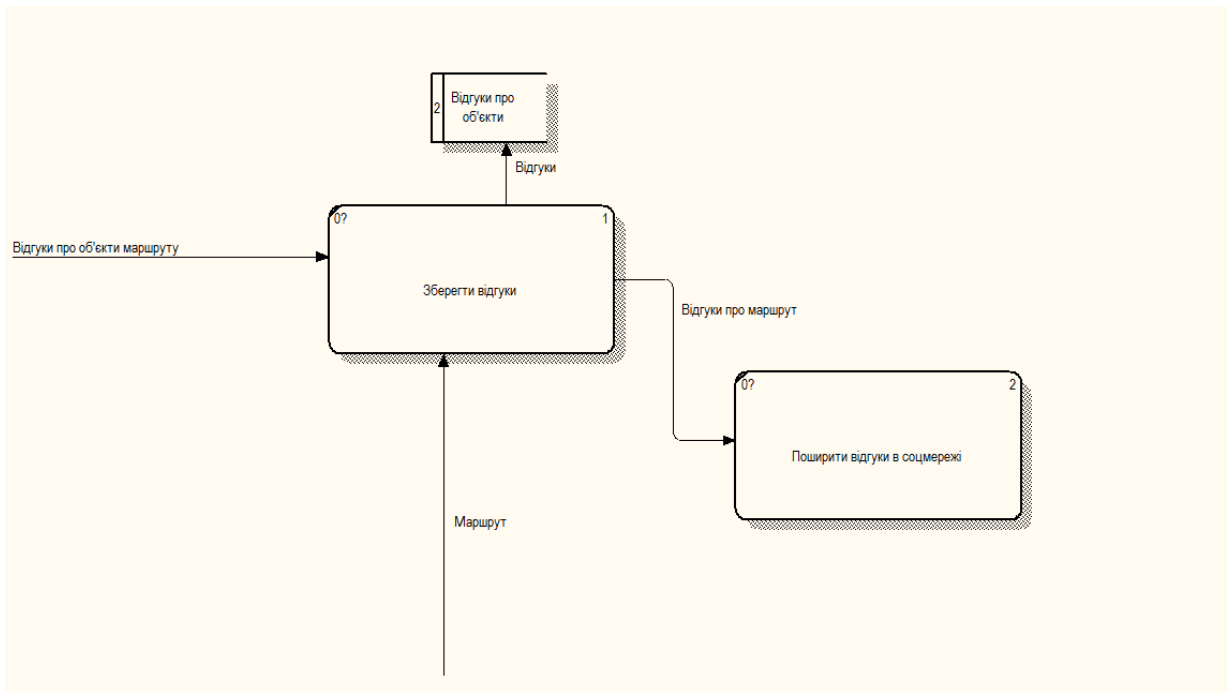 2
Відгуки про
об'єкти
Відгуки
0?
1
Відгуки про об'єкти маршруту
Зберегти відгуки
Відгуки про маршрут
0?
2
Поширити відгуки в соцмережі
Маршрут